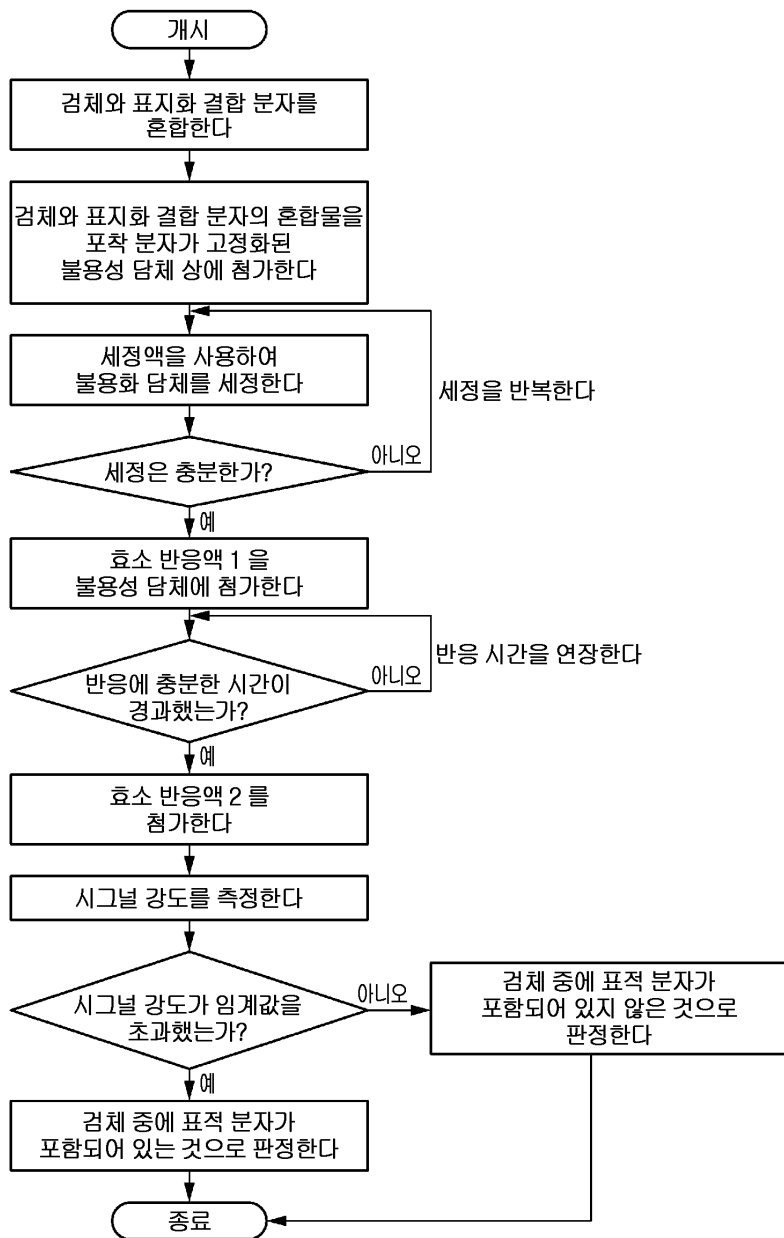 개시
검체와 표지화 결합 분자를
혼합한다
검체와 표지화 결합 분자의 혼합물을
포착 분자가 고정화된
불용성 담체 상에 첨가한다
세정액을 사용하여
불용화 담체를 세정한다
세정을 반복한다
세정은 충분한가?
아니오
예
효소 반응액 1 을
불용성 담체에 첨가한다
반응 시간을 연장한다
반응에 충분한 시간이
경과했는가?
아니오
예
효소 반응액 2 를
첨가한다
시그널 강도를 측정한다
시그널 강도가 임계값을
초과했는가?
아니오
검체 중에 표적 분자가
포함되어 있지 않은 것으로
판정한다
예
검체 중에 표적 분자가
포함되어 있는 것으로 판정한다
종료